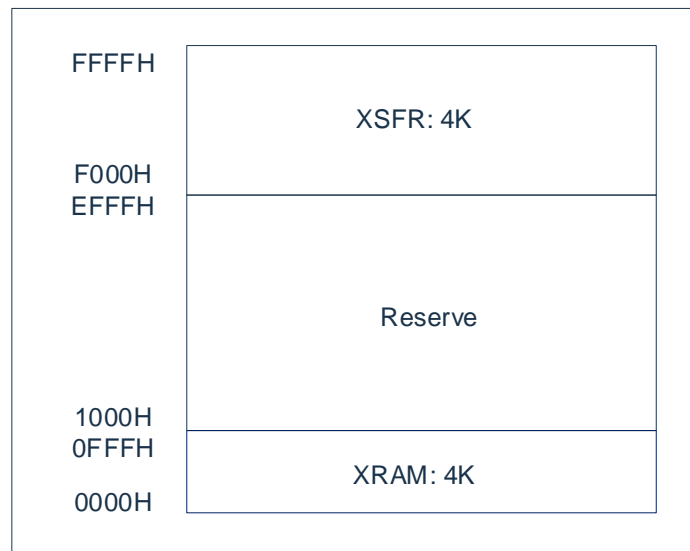 FFFFH
XSFR: 4K
F000H
EFFFH
Reserve
1000H
0FFFH
XRAM: 4K
0000H